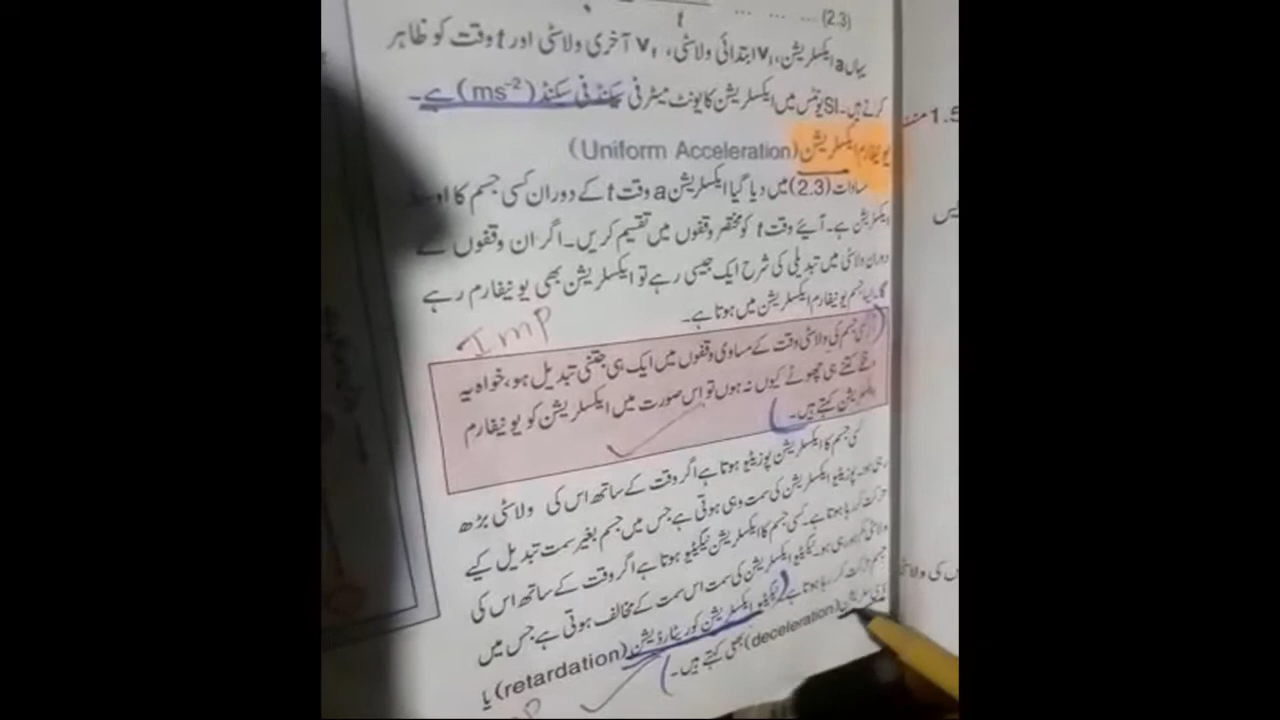 t ... ... ... (2.3)
یہاں a ایکسلریشن، vᵢ ابتدائی ولاسٹی، v_f آخری ولاسٹی اور t وقت کو ظاہر
کرتے ہیں۔ SI یونٹس میں ایکسلریشن کا یونٹ میٹر فی سیکنڈ فی سیکنڈ (ms⁻²) ہے۔
یونیفارم ایکسلریشن (Uniform Acceleration)
مساوات (2.3) میں دیا گیا ایکسلریشن a وقت t کے دوران کسی جسم کا اوسط
ایکسلریشن ہے۔ آیئے وقت t کو مختصر وقفوں میں تقسیم کریں۔ اگر ان وقفوں کے
دوران ولاسٹی میں تبدیلی کی شرح ایک جیسی رہے تو ایکسلریشن بھی یونیفارم رہے
گا۔ ایسا جسم یونیفارم ایکسلریشن میں ہوتا ہے۔
IMP
اگر کسی جسم کی ولاسٹی وقت کے مساوی وقفوں میں ایک ہی جتنی تبدیل ہو، خواہ یہ
وقفے کتنے ہی چھوٹے کیوں نہ ہوں تو اس صورت میں ایکسلریشن کو یونیفارم
ایکسلریشن کہتے ہیں۔
کسی جسم کا ایکسلریشن پوزیٹیو ہوتا ہے اگر وقت کے ساتھ اس کی ولاسٹی بڑھ
رہی ہو۔ پوزیٹیو ایکسلریشن کی سمت وہی ہوتی ہے جس میں جسم بغیر سمت تبدیل کیے
حرکت کر رہا ہوتا ہے۔ کسی جسم کا ایکسلریشن نیگیٹیو ہوتا ہے اگر وقت کے ساتھ اس کی
ولاسٹی کم ہو رہی ہو۔ نیگیٹیو ایکسلریشن کی سمت اس سمت کے مخالف ہوتی ہے جس میں
جسم حرکت کر رہا ہوتا ہے۔ نیگیٹیو ایکسلریشن کو ریٹارڈیشن (retardation) یا
ڈی سلریشن (deceleration) بھی کہتے ہیں۔
1.5
س کی ولاسٹی